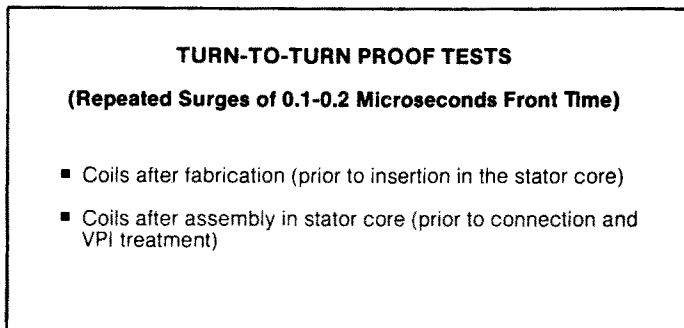 TURN-TO-TURN PROOF TESTS
(Repeated Surges of 0.1-0.2 Microseconds Front Time)
■ Coils after fabrication (prior to insertion in the stator core)
■ Coils after assembly in stator core (prior to connection and
VPI treatment)